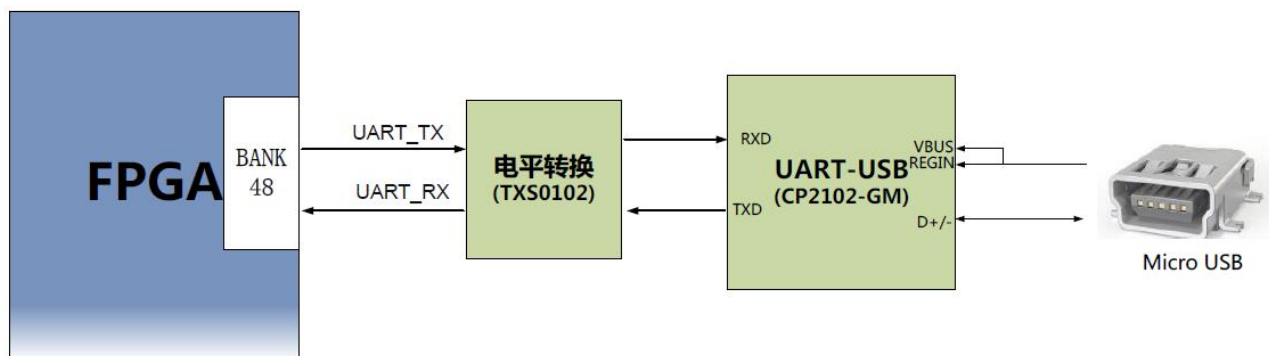 FPGA
BANK
48
UART_TX
UART_RX
电平转换
(TXS0102)
RXD
TXD
UART-USB
(CP2102-GM)
VBUS
REGIN
D+/-
Micro USB